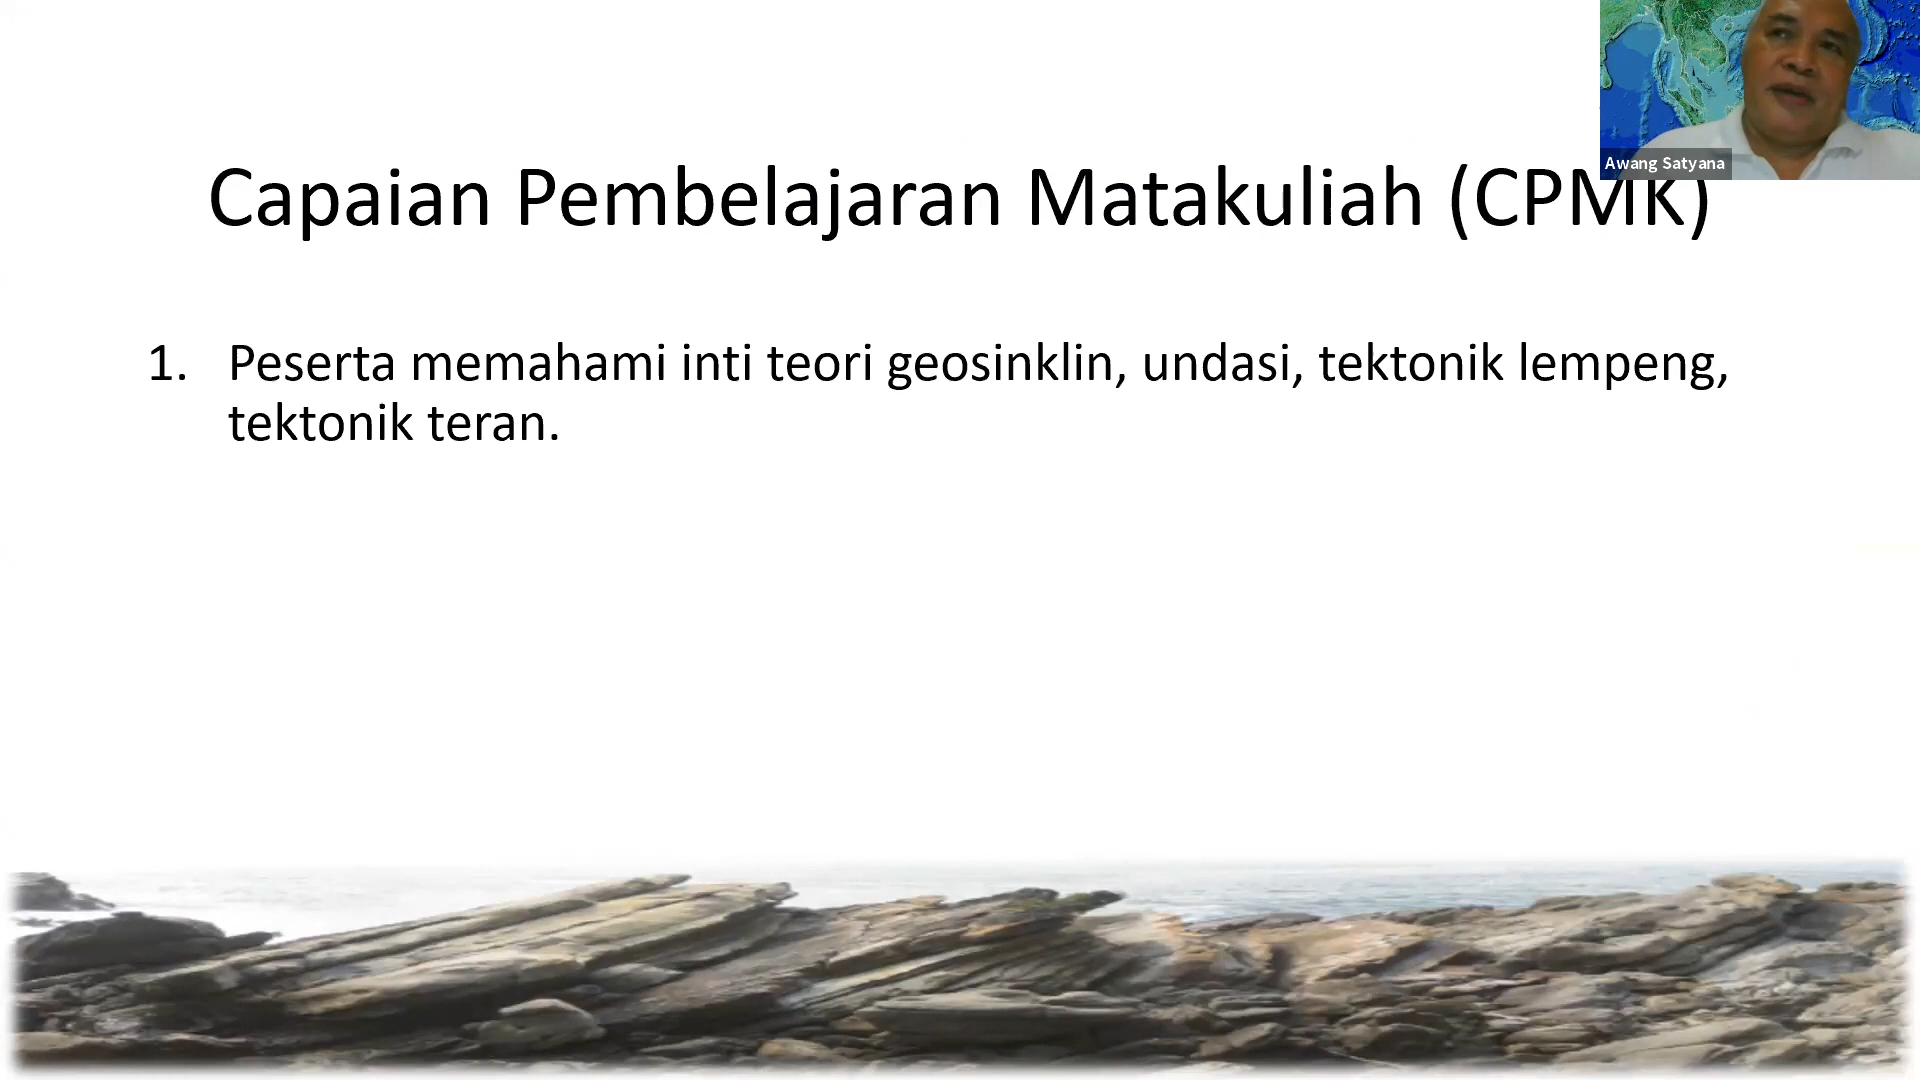 Awang Satyana
Capaian Pembelajaran Matakuliah (CPMK)
1. Peserta memahami inti teori geosinklin, undasi, tektonik lempeng,
tektonik teran.